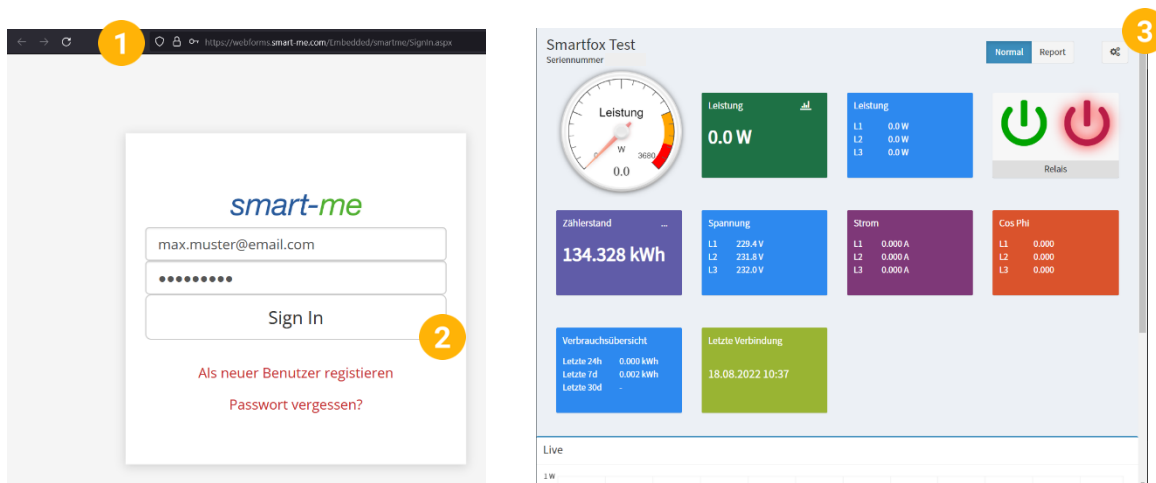 1
https://webforms.smart-me.com/Embedded/smartme/SignIn.aspx
smart-me
max.muster@email.com
•••••••••
Sign In
2
Als neuer Benutzer registieren
Passwort vergessen?
3
Smartfox Test
Seriennummer
Normal Report
Leistung
0
3680
W
0.0
Leistung
0.0 W
Leistung
L1 0.0 W
L2 0.0 W
L3 0.0 W
Relais
Zählerstand ...
134.328 kWh
Spannung
L1 229.4 V
L2 231.8 V
L3 232.0 V
Strom
L1 0.000 A
L2 0.000 A
L3 0.000 A
Cos Phi
L1 0.000
L2 0.000
L3 0.000
Verbrauchsübersicht
Letzte 24h 0.000 kWh
Letzte 7d 0.002 kWh
Letzte 30d -
Letzte Verbindung
18.08.2022 10:37
Live
1 W